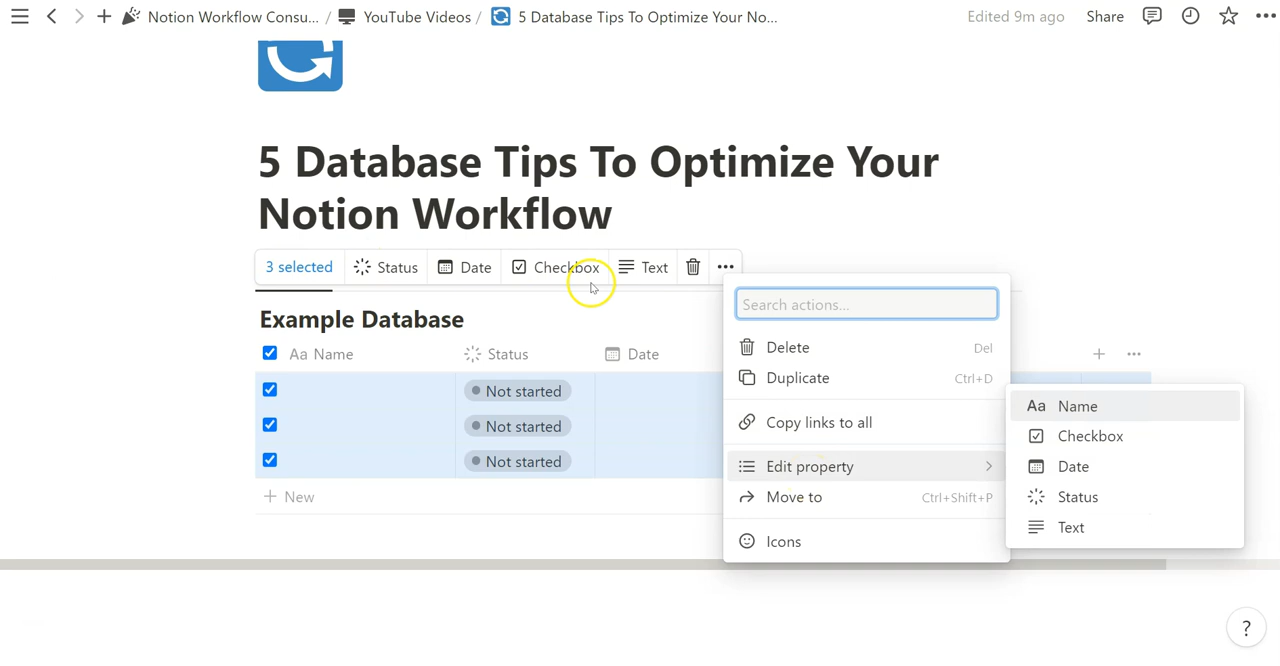 Notion Workflow Consu... / YouTube Videos / 5 Database Tips To Optimize Your No... Edited 9m ago Share
5 Database Tips To Optimize Your
Notion Workflow
3 selected Status Date Checkbox Text
Search actions...
Example Database
Delete Del
Aa Name Status Date
Duplicate Ctrl+D
Not started
Aa Name
Copy links to all
Not started
Checkbox
Not started
Edit property
Date
New
Move to Ctrl+Shift+P
Status
Text
Icons
?